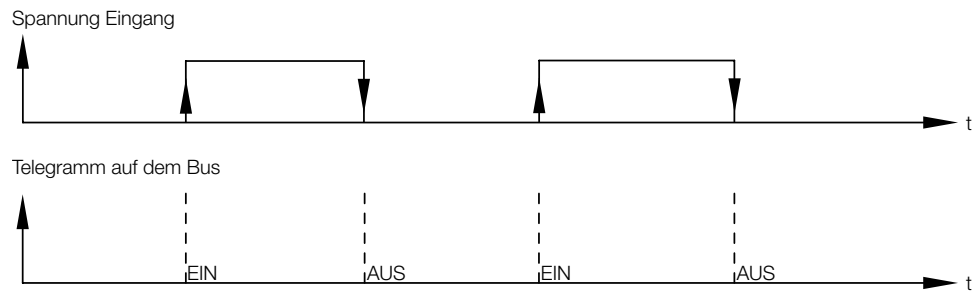 Spannung Eingang
t
Telegramm auf dem Bus
EIN AUS EIN AUS
t